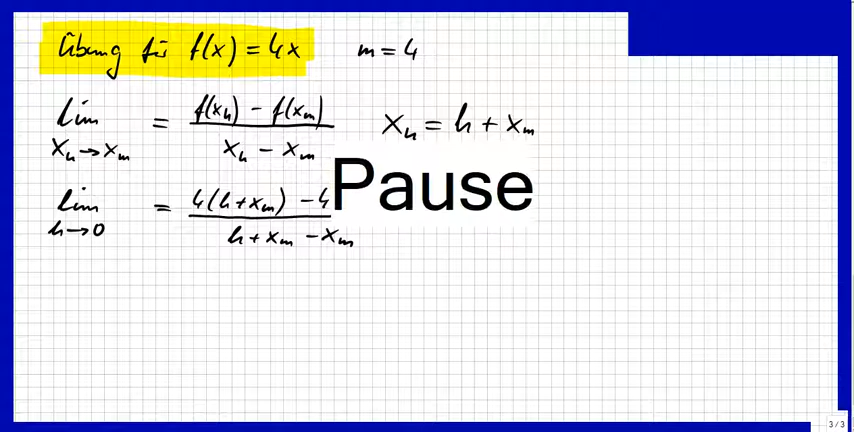 Übung für f(x) = 4x m = 4
lim = f(xₕ) - f(xₘ) xₕ = h + xₘ
xₕ → xₘ xₕ - xₘ
Pause
lim = 4(h + xₘ) - 4
h → 0 h + xₘ - xₘ
3 / 3